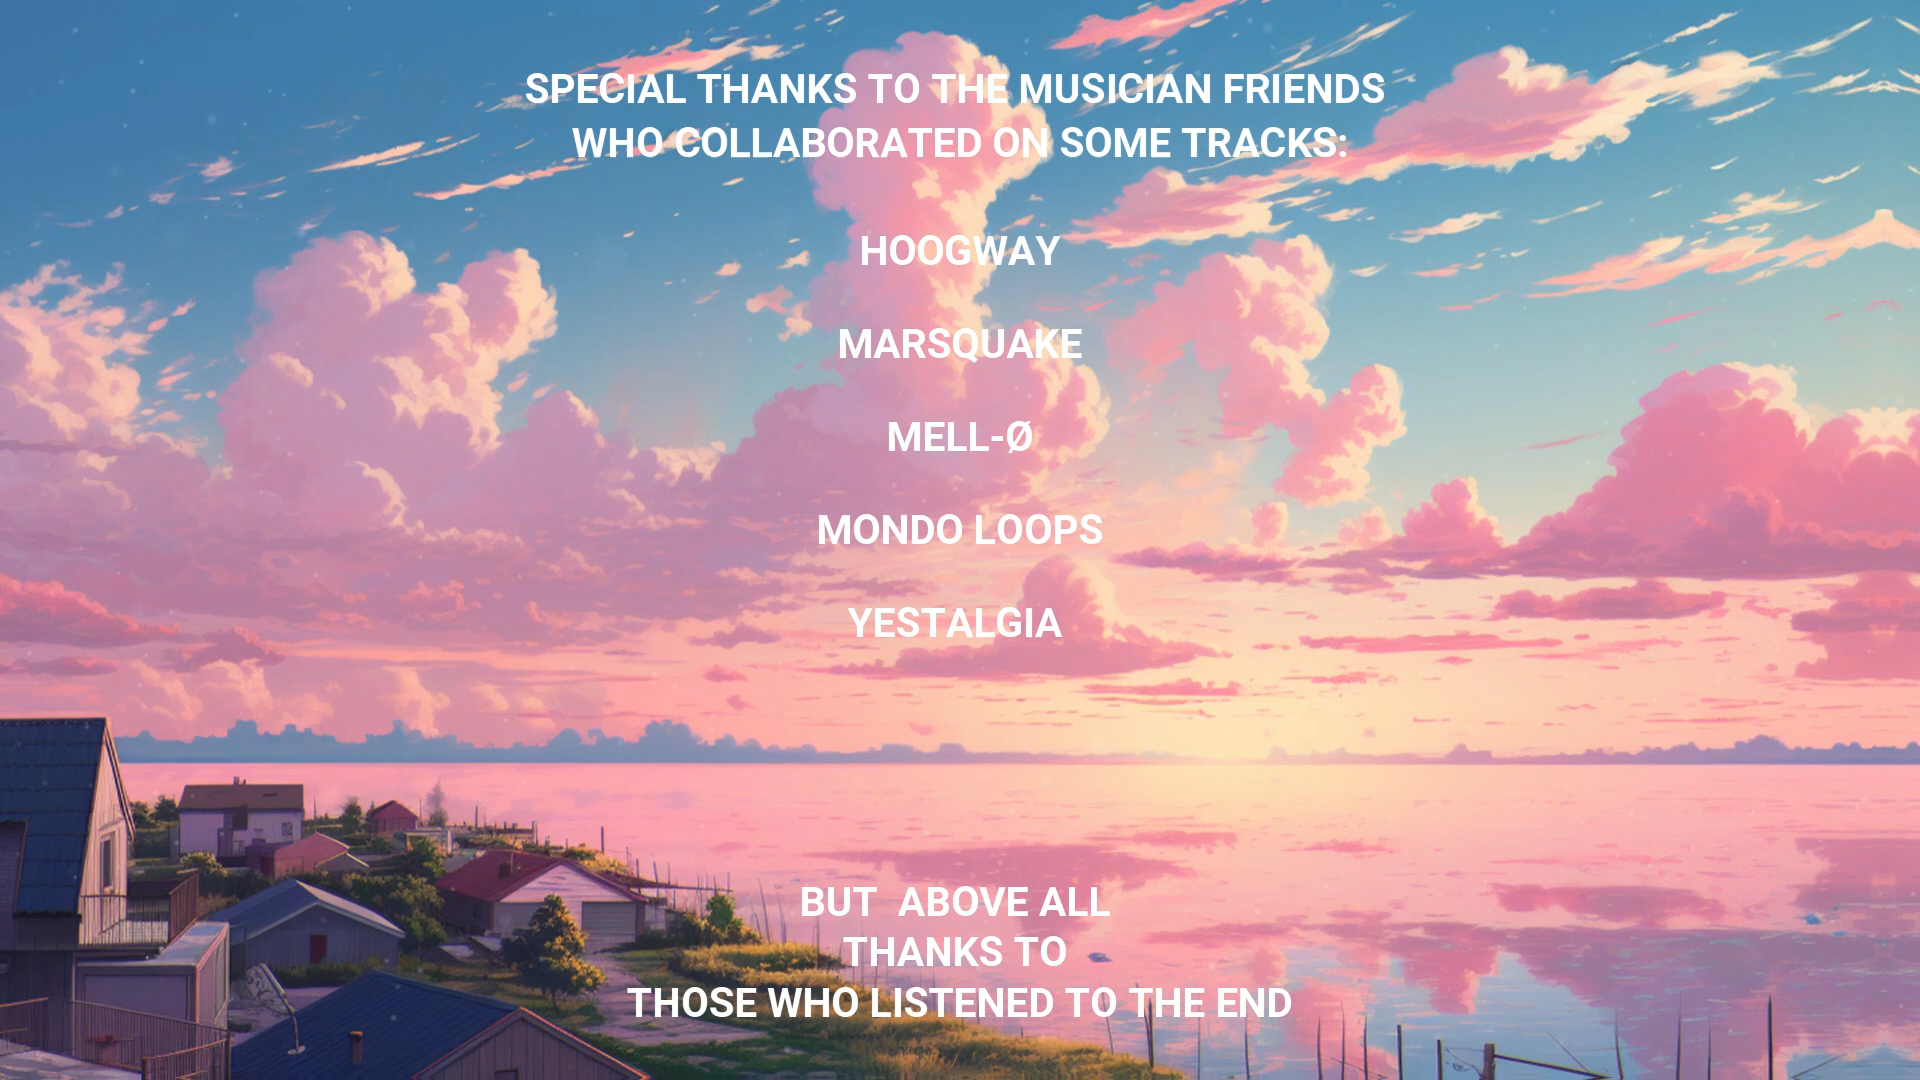 SPECIAL THANKS TO THE MUSICIAN FRIENDS
WHO COLLABORATED ON SOME TRACKS:
HOOGWAY
MARSQUAKE
MELL-Ø
MONDO LOOPS
YESTALGIA
BUT  ABOVE ALL
THANKS TO
THOSE WHO LISTENED TO THE END